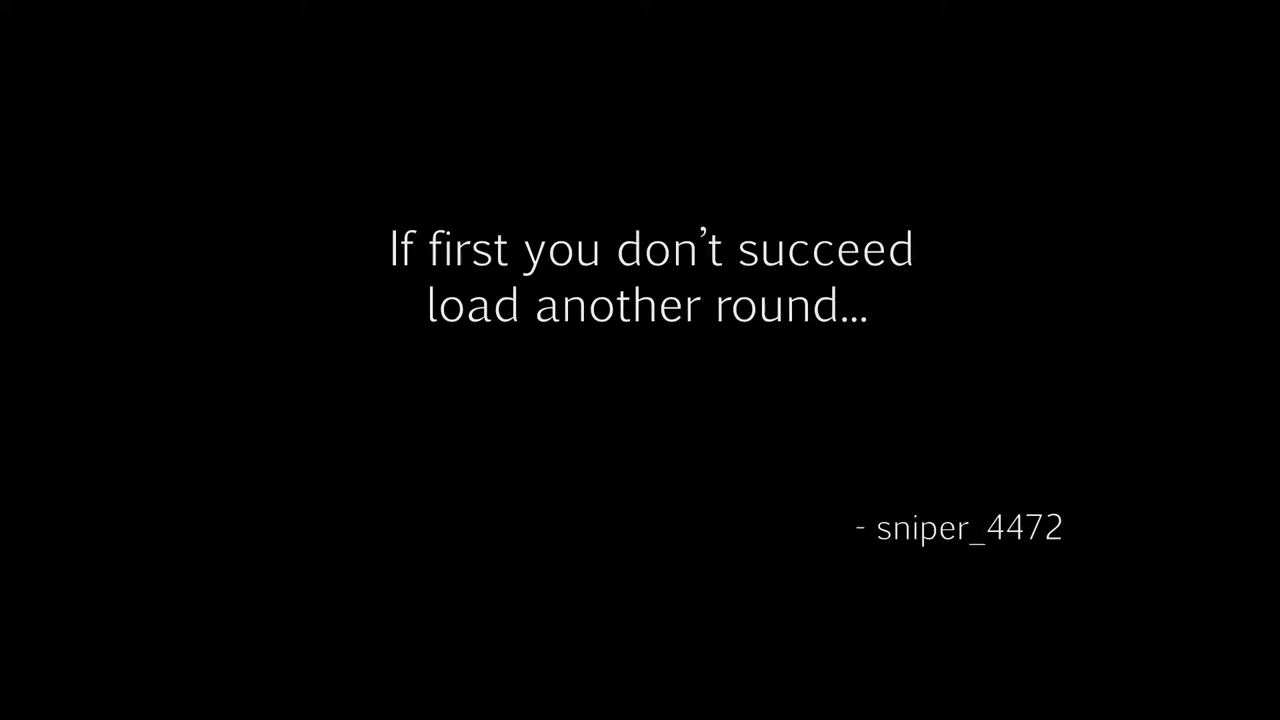 If first you don’t succeed
load another round...
- sniper_4472